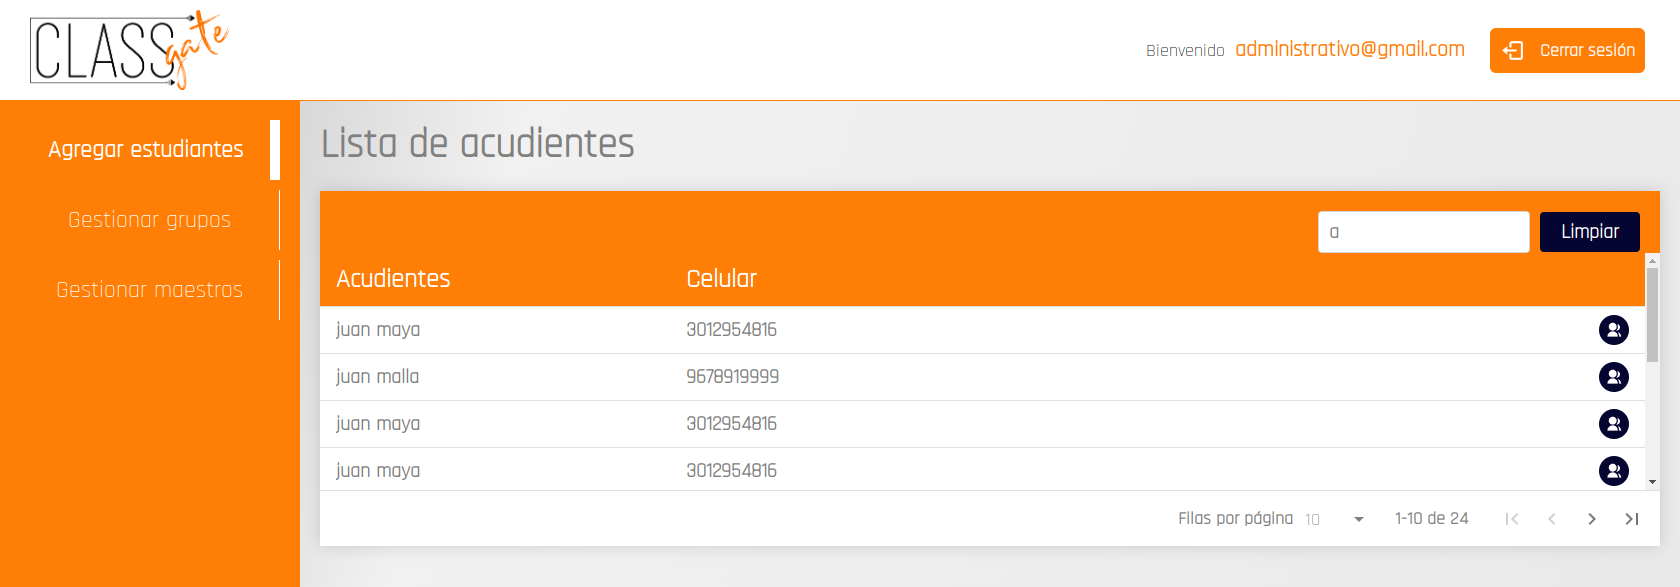 CLASSgate
Bienvenido administrativo@gmail.com Cerrar sesión
Agregar estudiantes
Gestionar grupos
Gestionar maestros
Lista de acudientes
a Limpiar
Acudientes Celular
juan maya 3012954816
juan malla 9678919999
juan maya 3012954816
juan maya 3012954816
Filas por página 10 1-10 de 24